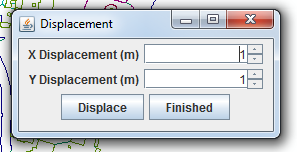 Displacement
X Displacement (m) 1
Y Displacement (m) 1
Displace Finished